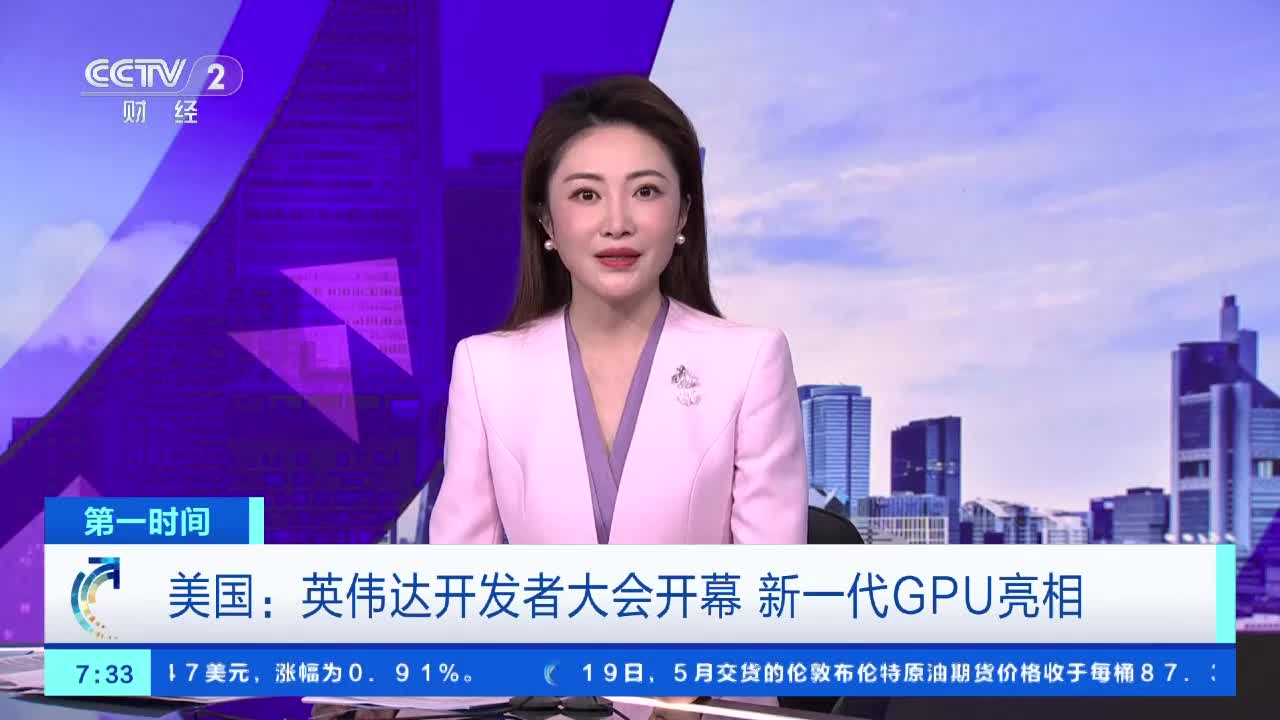 CCTV 2
财 经
第一时间
美国：英伟达开发者大会开幕 新一代GPU亮相
7:33
47美元，涨幅为0.91%。 19日，5月交货的伦敦布伦特原油期货价格收于每桶87.